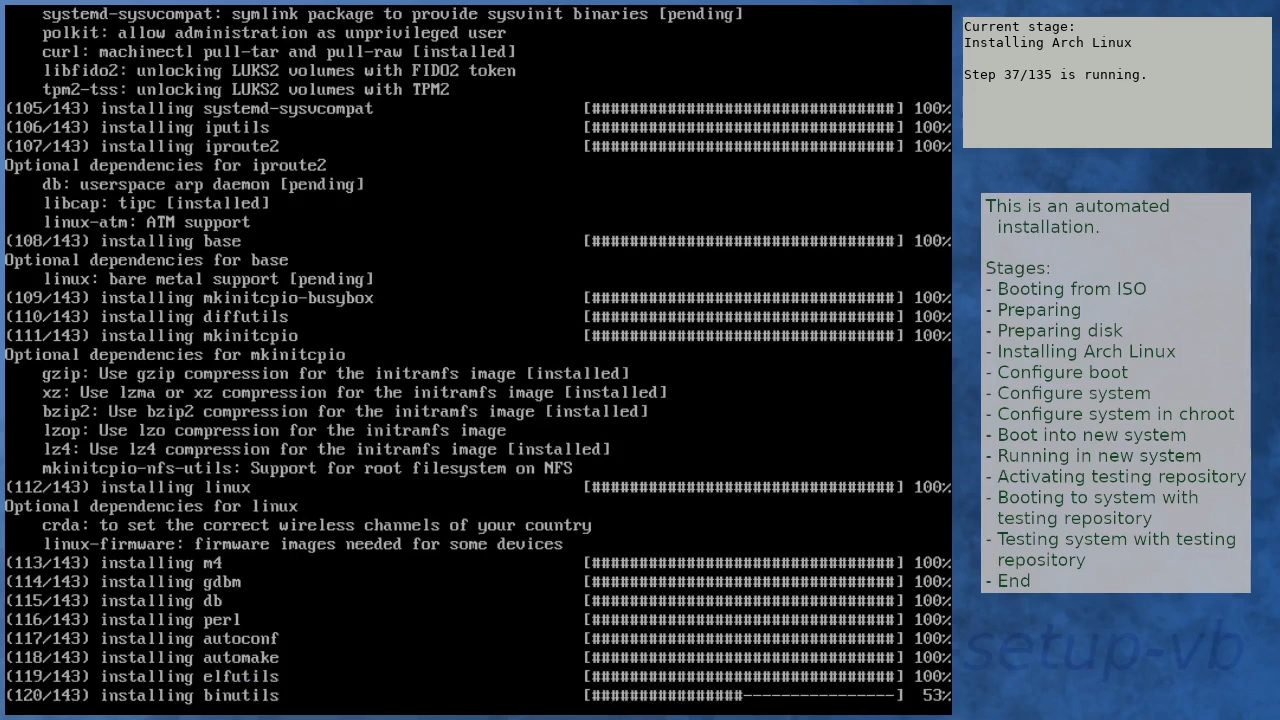 systemd-sysvcompat: symlink package to provide sysvinit binaries [pending]
polkit: allow administration as unprivileged user
curl: machinectl pull-tar and pull-raw [installed]
libfido2: unlocking LUKS2 volumes with FIDO2 token
tpm2-tss: unlocking LUKS2 volumes with TPM2
(105/143) installing systemd-sysvcompat [################################] 100%
(106/143) installing iputils [################################] 100%
(107/143) installing iproute2 [################################] 100%
Optional dependencies for iproute2
db: userspace arp daemon [pending]
libcap: tipc [installed]
linux-atm: ATM support
(108/143) installing base [################################] 100%
Optional dependencies for base
linux: bare metal support [pending]
(109/143) installing mkinitcpio-busybox [################################] 100%
(110/143) installing diffutils [################################] 100%
(111/143) installing mkinitcpio [################################] 100%
Optional dependencies for mkinitcpio
gzip: Use gzip compression for the initramfs image [installed]
xz: Use lzma or xz compression for the initramfs image [installed]
bzip2: Use bzip2 compression for the initramfs image [installed]
lzop: Use lzo compression for the initramfs image
lz4: Use lz4 compression for the initramfs image [installed]
mkinitcpio-nfs-utils: Support for root filesystem on NFS
(112/143) installing linux [################################] 100%
Optional dependencies for linux
crda: to set the correct wireless channels of your country
linux-firmware: firmware images needed for some devices
(113/143) installing m4 [################################] 100%
(114/143) installing gdbm [################################] 100%
(115/143) installing db [################################] 100%
(116/143) installing perl [################################] 100%
(117/143) installing autoconf [################################] 100%
(118/143) installing automake [################################] 100%
(119/143) installing elfutils [################################] 100%
(120/143) installing binutils [################----------------] 53%
Current stage:
Installing Arch Linux
Step 37/135 is running.
This is an automated
installation.
Stages:
- Booting from ISO
- Preparing
- Preparing disk
- Installing Arch Linux
- Configure boot
- Configure system
- Configure system in chroot
- Boot into new system
- Running in new system
- Activating testing repository
- Booting to system with
testing repository
- Testing system with testing
repository
- End
setup-vb